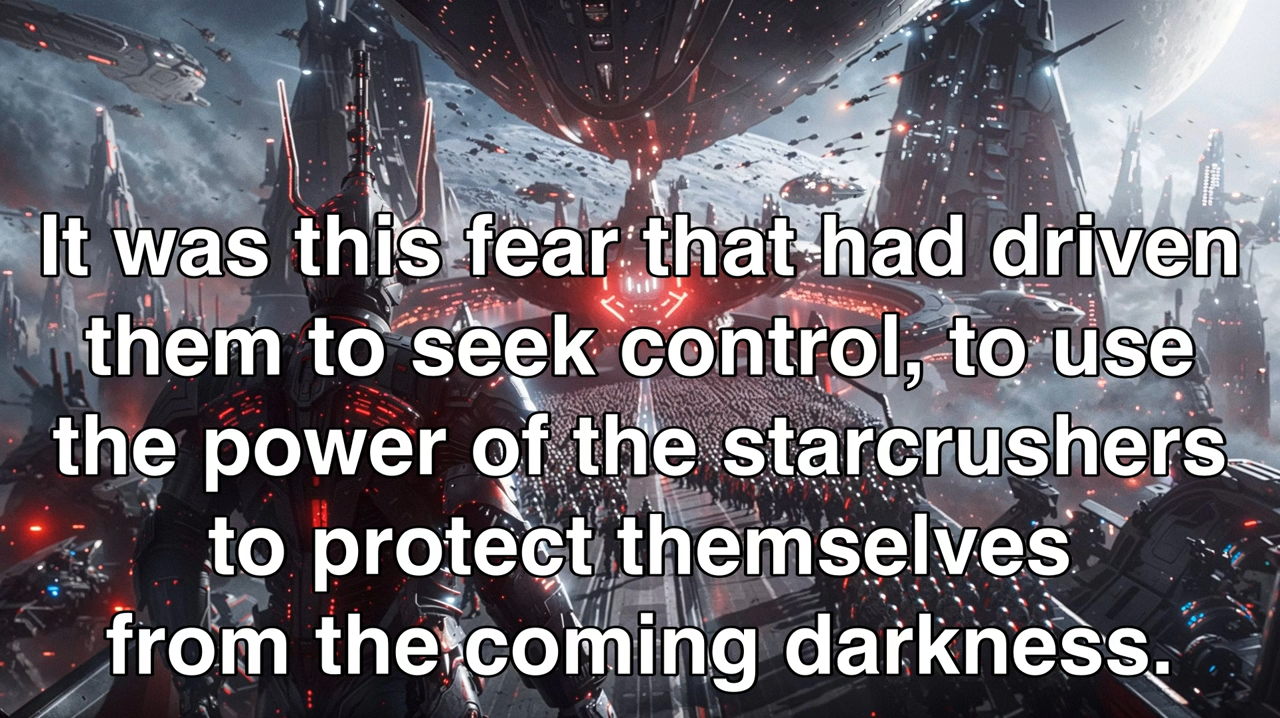 It was this fear that had driven
them to seek control, to use
the power of the starcrushers
to protect themselves
from the coming darkness.